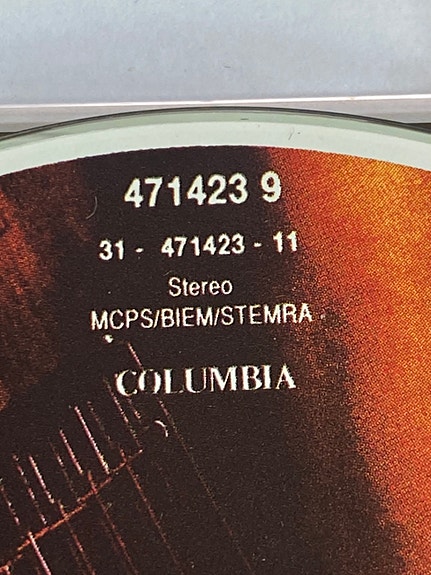 471423 9
31 - 471423 - 11
Stereo
MCPS/BIEM/STEMRA
COLUMBIA